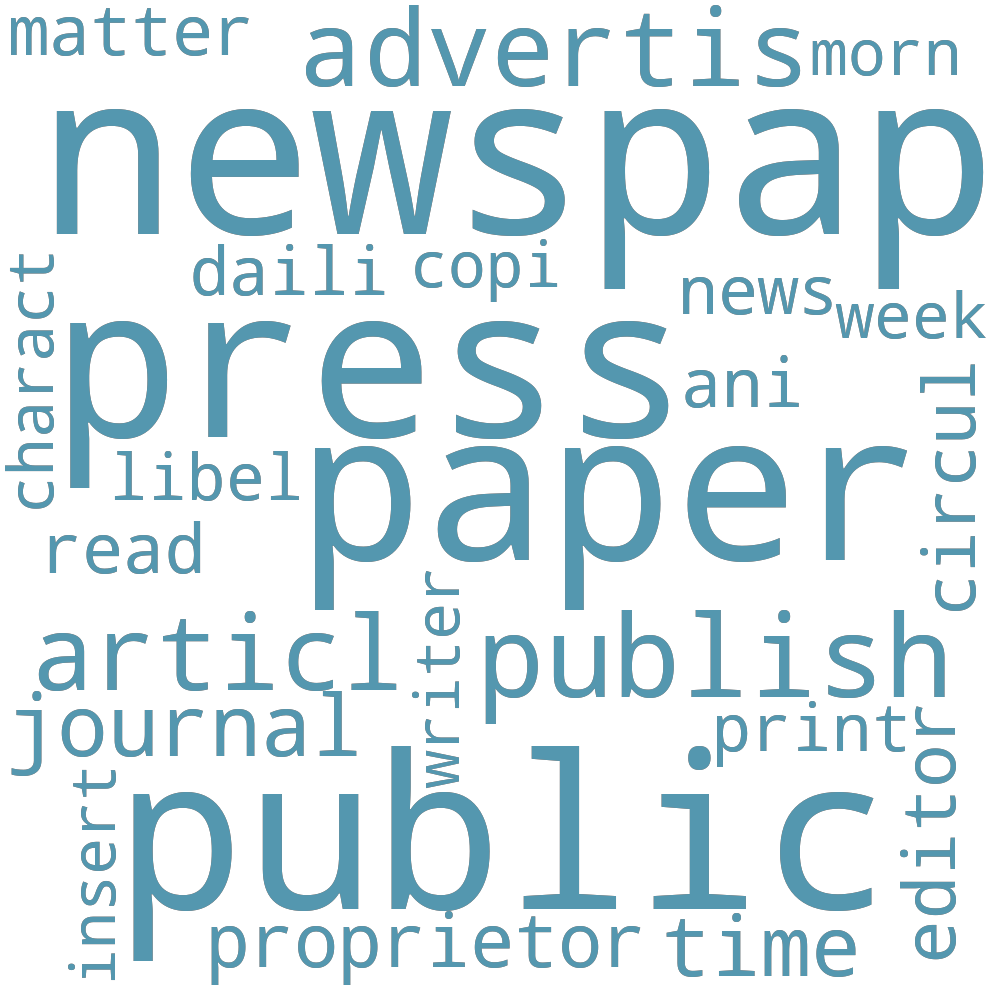 matter
advertis
morn
newspap
daili
copi
news
week
charact
press
ani
circul
libel
paper
read
writer
articl
publish
journal
print
editor
insert
public
proprietor
time